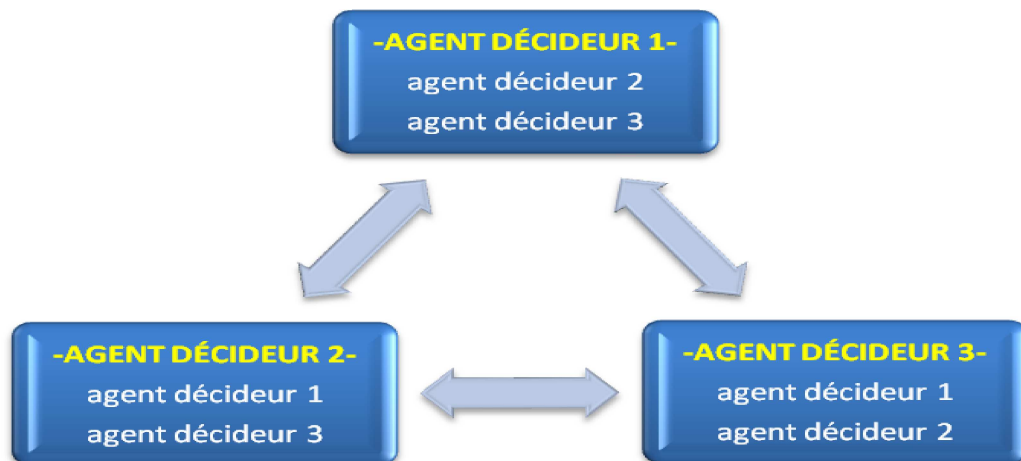 -AGENT DÉCIDEUR 1-
agent décideur 2
agent décideur 3
-AGENT DÉCIDEUR 2-
agent décideur 1
agent décideur 3
-AGENT DÉCIDEUR 3-
agent décideur 1
agent décideur 2